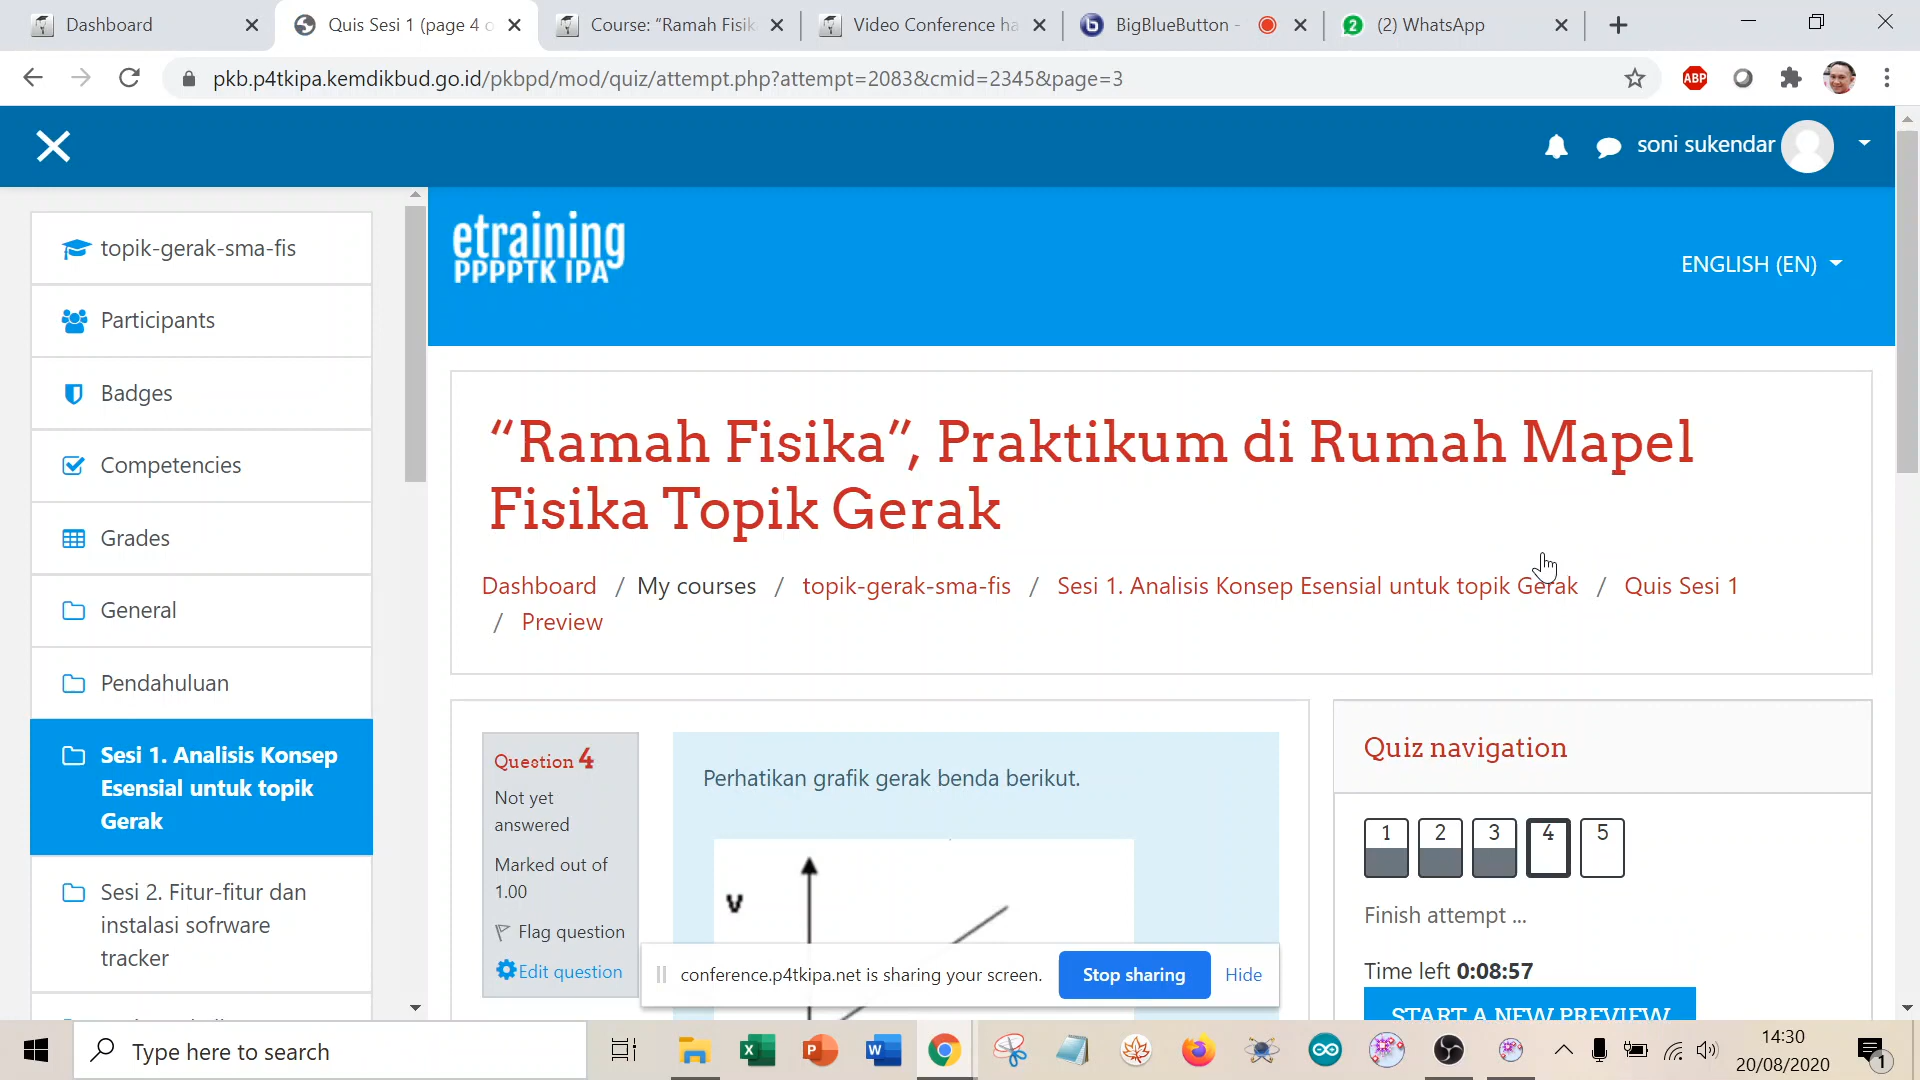 Dashboard
Quis Sesi 1 (page 4 o
Course: “Ramah Fisik
Video Conference ha
BigBlueButton -
(2) WhatsApp
pkb.p4tkipa.kemdikbud.go.id/pkbpd/mod/quiz/attempt.php?attempt=2083&cmid=2345&page=3
ABP
soni sukendar
etraining
PPPPTK IPA
ENGLISH (EN)
topik-gerak-sma-fis
Participants
Badges
Competencies
Grades
General
Pendahuluan
Sesi 1. Analisis Konsep
Esensial untuk topik
Gerak
Sesi 2. Fitur-fitur dan
instalasi sofrware
tracker
“Ramah Fisika”, Praktikum di Rumah Mapel
Fisika Topik Gerak
Dashboard / My courses / topik-gerak-sma-fis / Sesi 1. Analisis Konsep Esensial untuk topik Gerak / Quis Sesi 1
/ Preview
Question 4
Not yet
answered
Marked out of
1.00
Flag question
Edit question
Perhatikan grafik gerak benda berikut.
v
Quiz navigation
1 2 3 4 5
Finish attempt ...
Time left 0:08:57
START A NEW PREVIEW
conference.p4tkipa.net is sharing your screen.
Stop sharing
Hide
Type here to search
14:30
20/08/2020
1